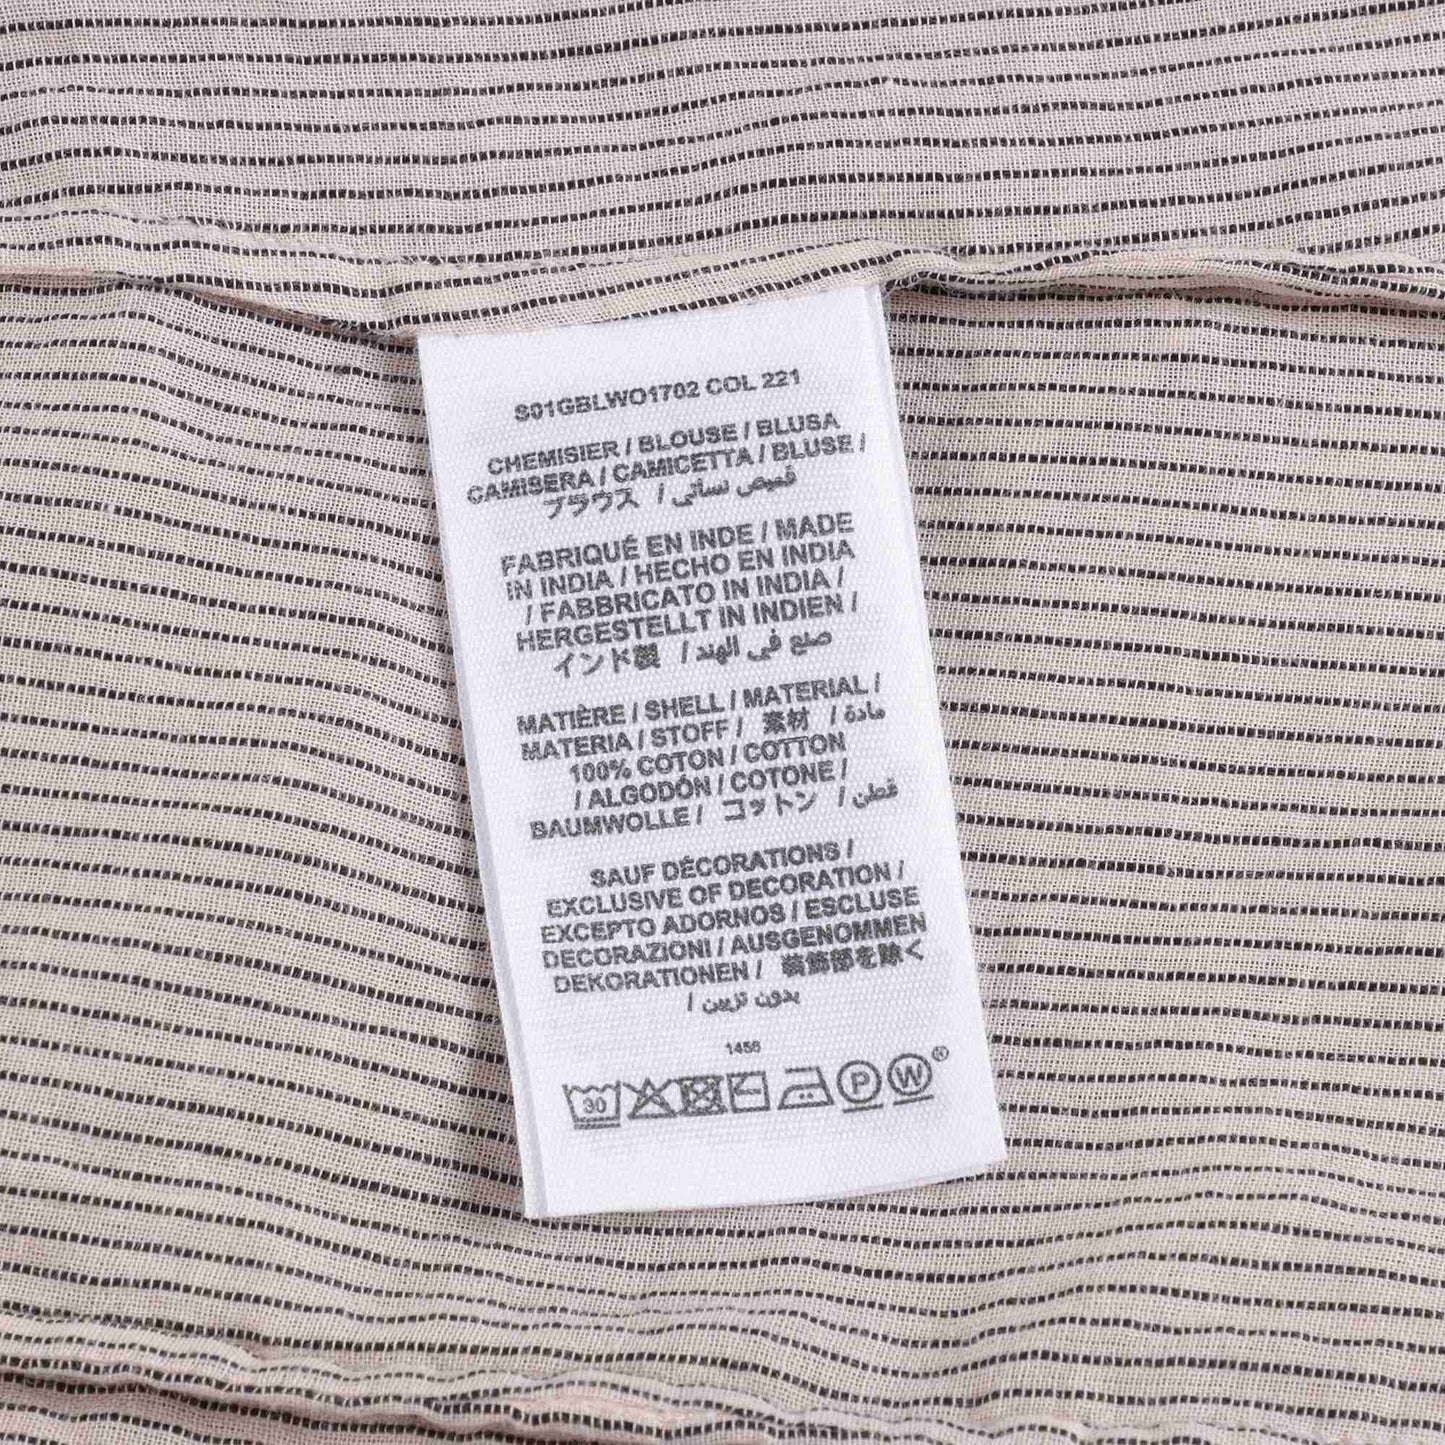 S01GBLWO1702 COL 221
CHEMISIER / BLOUSE / BLUSA
CAMISERA / CAMICETTA / BLUSE /
ブラウス / قميص نسائي
FABRIQUÉ EN INDE / MADE
IN INDIA / HECHO EN INDIA
/ FABBRICATO IN INDIA /
HERGESTELLT IN INDIEN /
インド製 / صنع في الهند
MATIÈRE / SHELL / MATERIAL /
MATERIA / STOFF / 素材 / مادة
100% COTON / COTTON
/ ALGODÓN / COTONE /
BAUMWOLLE / コットン / قطن
SAUF DÉCORATIONS /
EXCLUSIVE OF DECORATION /
EXCEPTO ADORNOS / ESCLUSE
DECORAZIONI / AUSGENOMMEN
DEKORATIONEN / 装飾部を除く
/ بدون تزيين
1456
30 P W ®